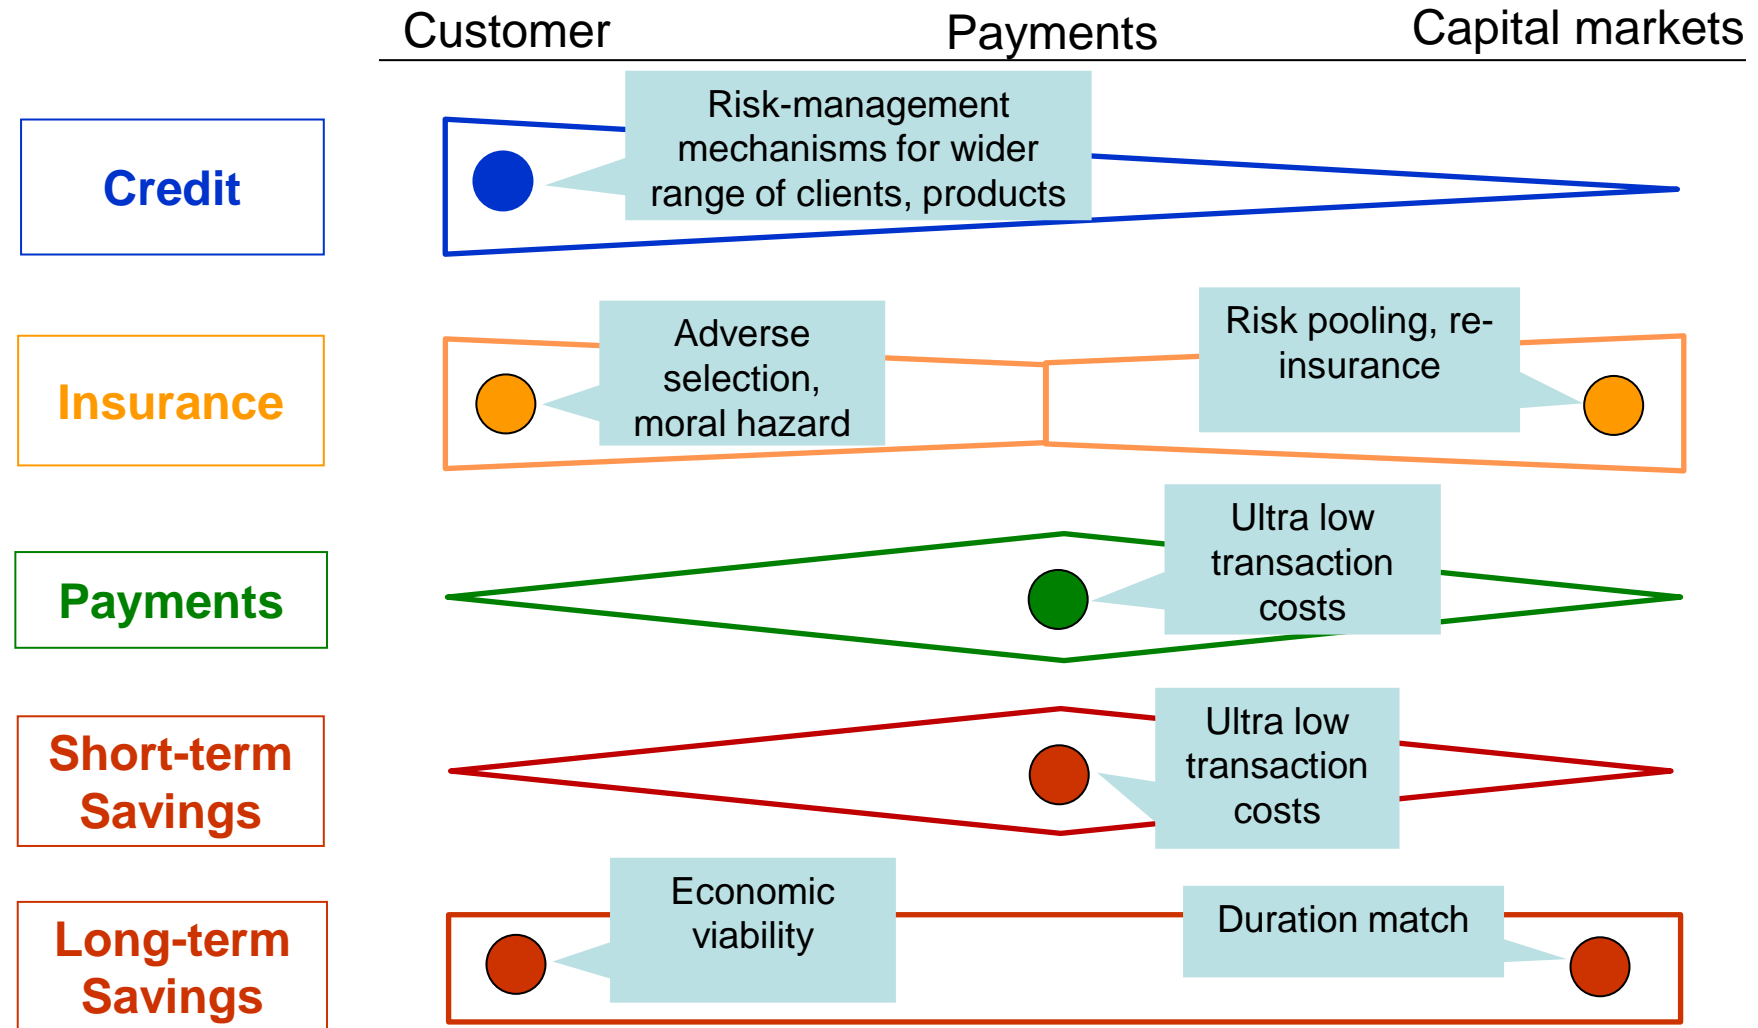 Customer
Payments
Capital markets
Credit
Risk-management
mechanisms for wider
range of clients, products
Insurance
Adverse
selection,
moral hazard
Risk pooling, re-
insurance
Payments
Ultra low
transaction
costs
Short-term
Savings
Ultra low
transaction
costs
Long-term
Savings
Economic
viability
Duration match